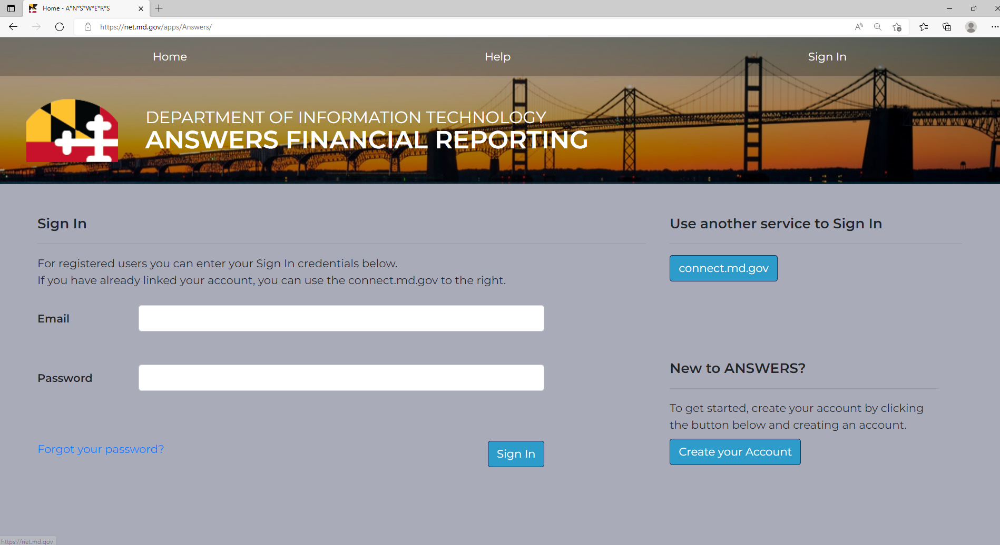 Home - A*N*S*W*E*R*S
https://net.md.gov/apps/Answers/
Home
Help
Sign In
DEPARTMENT OF INFORMATION TECHNOLOGY
ANSWERS FINANCIAL REPORTING
Sign In
For registered users you can enter your Sign In credentials below.
If you have already linked your account, you can use the connect.md.gov to the right.
Email
Password
Forgot your password?
Sign In
Use another service to Sign In
connect.md.gov
New to ANSWERS?
To get started, create your account by clicking
the button below and creating an account.
Create your Account
https://net.md.gov